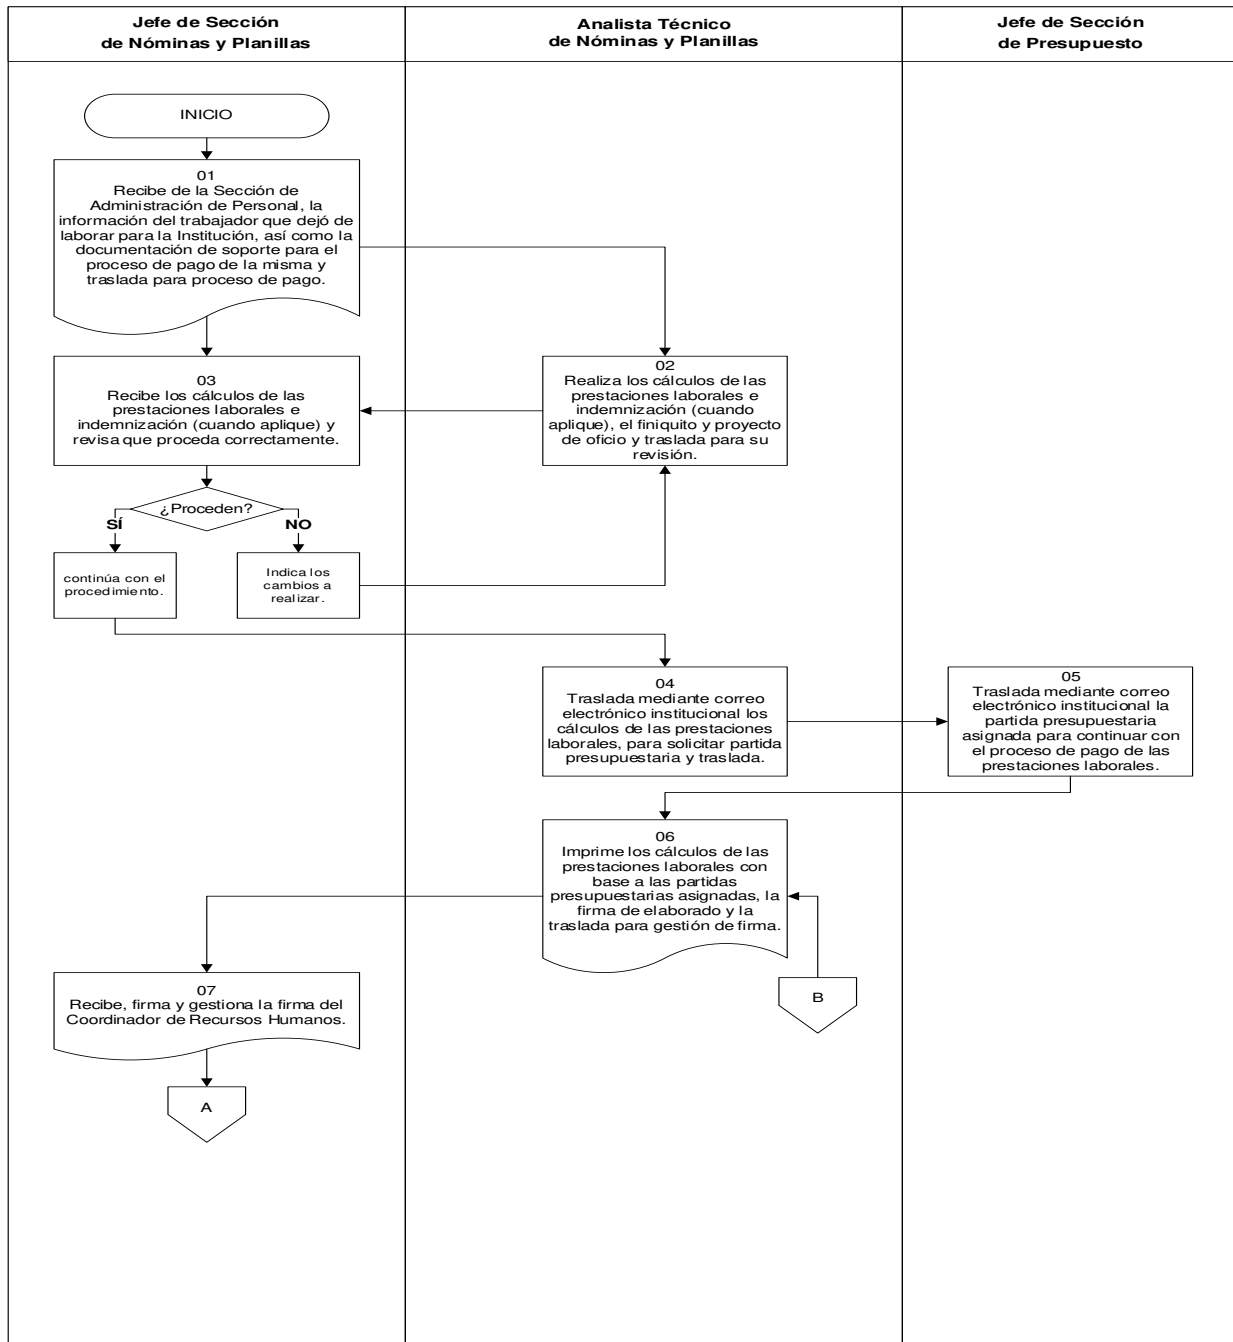 Jefe de Sección
de Nóminas y Planillas
Analista Técnico
de Nóminas y Planillas
Jefe de Sección
de Presupuesto
INICIO
01
Recibe de la Sección de
Administración de Personal, la
información del trabajador que dejó de
laborar para la Institución, así como la
documentación de soporte para el
proceso de pago de la misma y
traslada para proceso de pago.
02
Realiza los cálculos de las
prestaciones laborales e
indemnización (cuando
aplique), el finiquito y proyecto
de oficio y traslada para su
revisión.
03
Recibe los cálculos de las
prestaciones laborales e
indemnización (cuando aplique) y
revisa que proceda correctamente.
¿Proceden?
SÍ
NO
continúa con el
procedimiento.
Indica los
cambios a
realizar.
04
Traslada mediante correo
electrónico institucional los
cálculos de las prestaciones
laborales, para solicitar partida
presupuestaria y traslada.
05
Traslada mediante correo
electrónico institucional la
partida presupuestaria
asignada para continuar con
el proceso de pago de las
prestaciones laborales.
06
Imprime los cálculos de las
prestaciones laborales con
base a las partidas
presupuestarias asignadas, la
firma de elaborado y la
traslada para gestión de firma.
B
07
Recibe, firma y gestiona la firma del
Coordinador de Recursos Humanos.
A